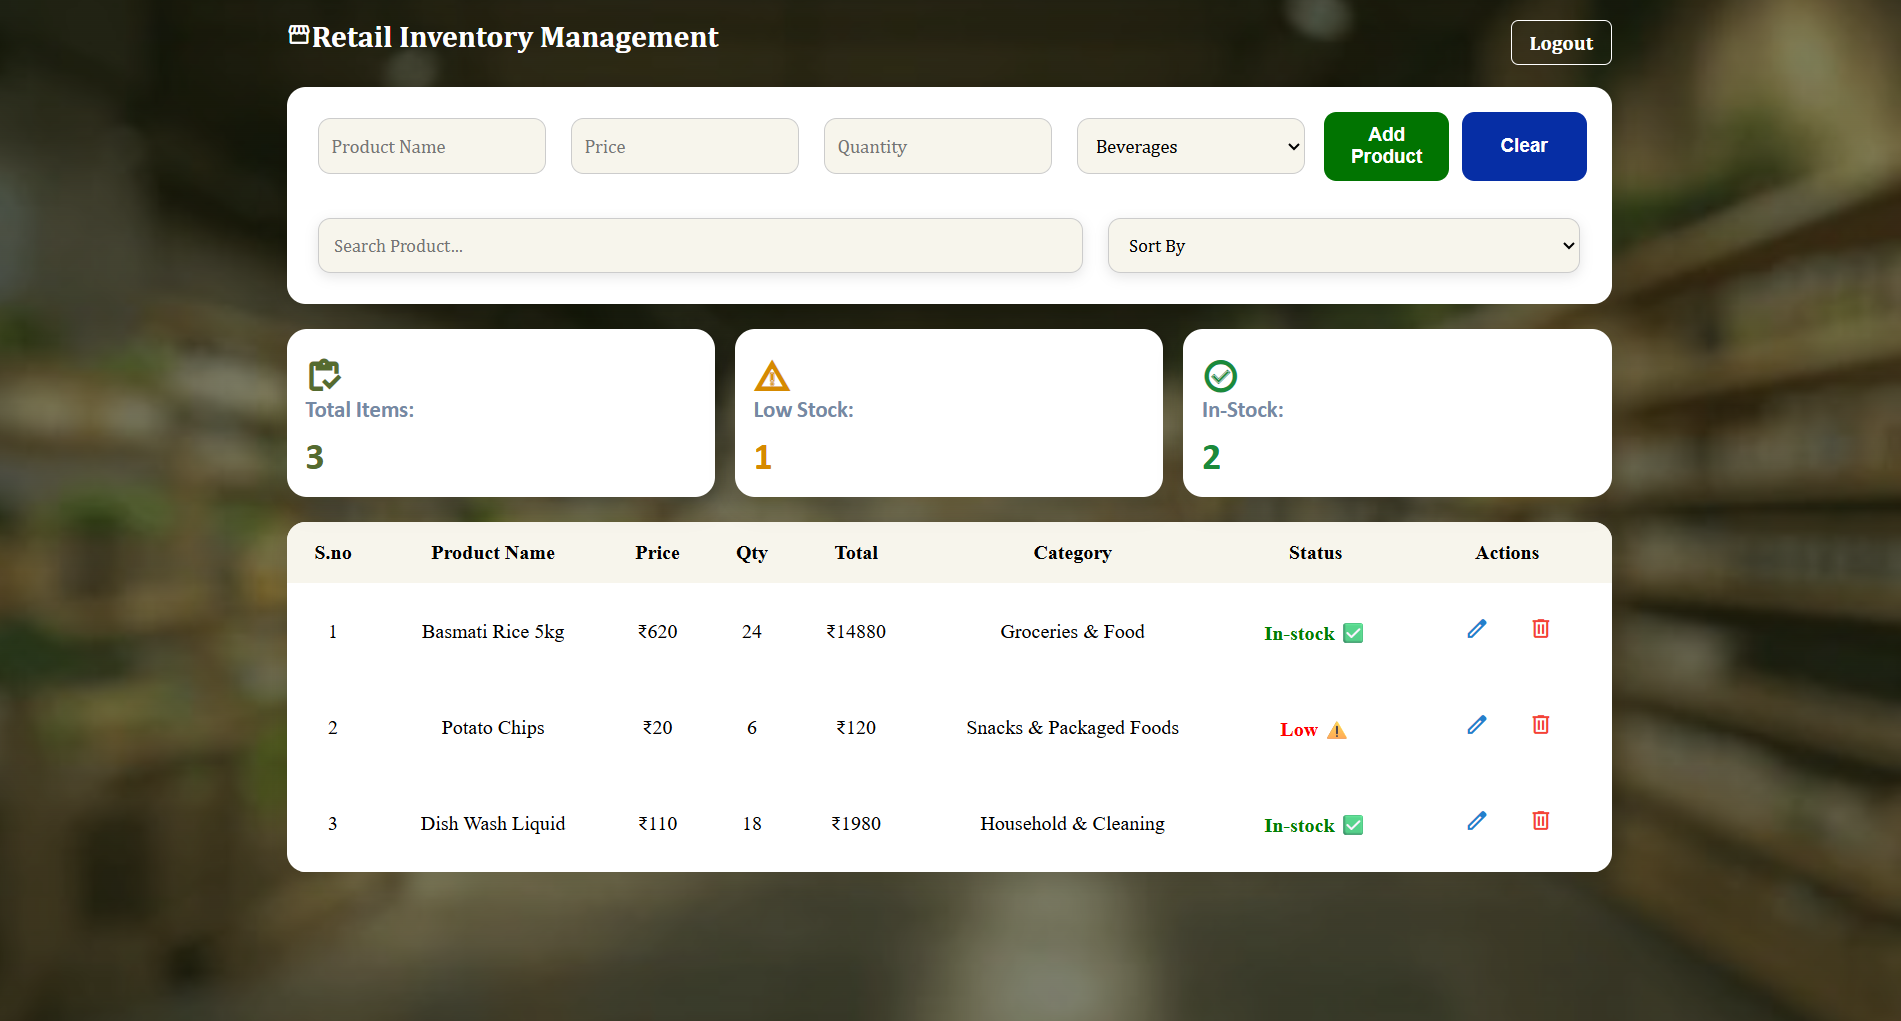 Retail Inventory Management
Logout
Product Name
Price
Quantity
Beverages
Add
Product
Clear
Search Product...
Sort By
Total Items:
3
Low Stock:
1
In-Stock:
2
S.no Product Name Price Qty Total Category Status Actions
1 Basmati Rice 5kg ₹620 24 ₹14880 Groceries & Food In-stock ✅
2 Potato Chips ₹20 6 ₹120 Snacks & Packaged Foods Low ⚠️
3 Dish Wash Liquid ₹110 18 ₹1980 Household & Cleaning In-stock ✅